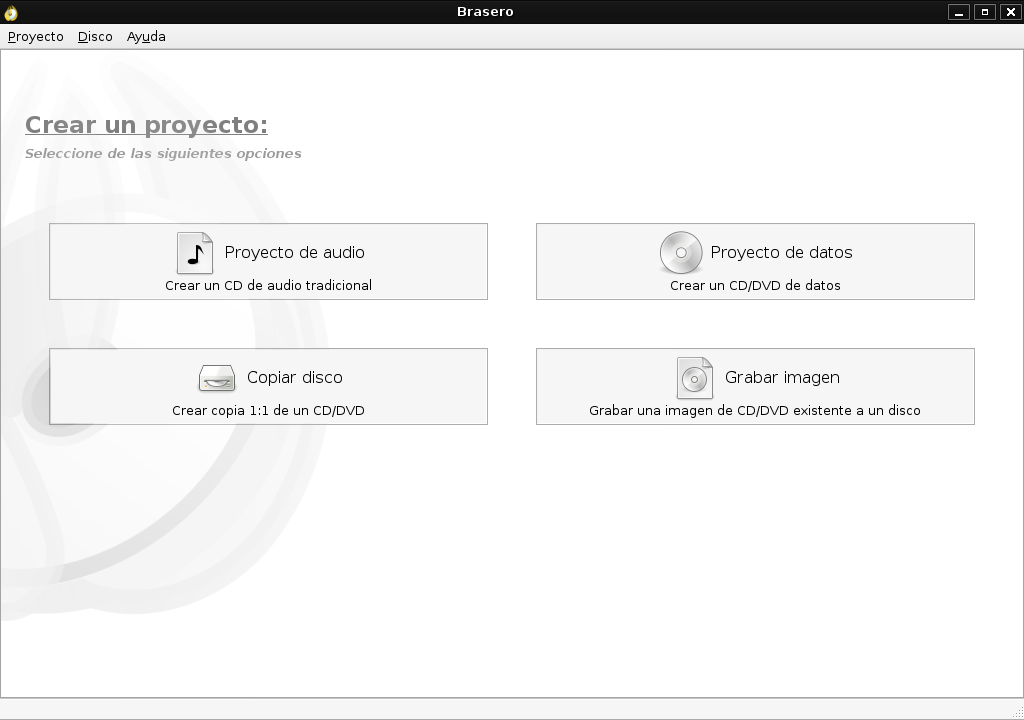 Brasero
Proyecto Disco Ayuda
Crear un proyecto:
Seleccione de las siguientes opciones
Proyecto de audio
Crear un CD de audio tradicional
Proyecto de datos
Crear un CD/DVD de datos
Copiar disco
Crear copia 1:1 de un CD/DVD
Grabar imagen
Grabar una imagen de CD/DVD existente a un disco